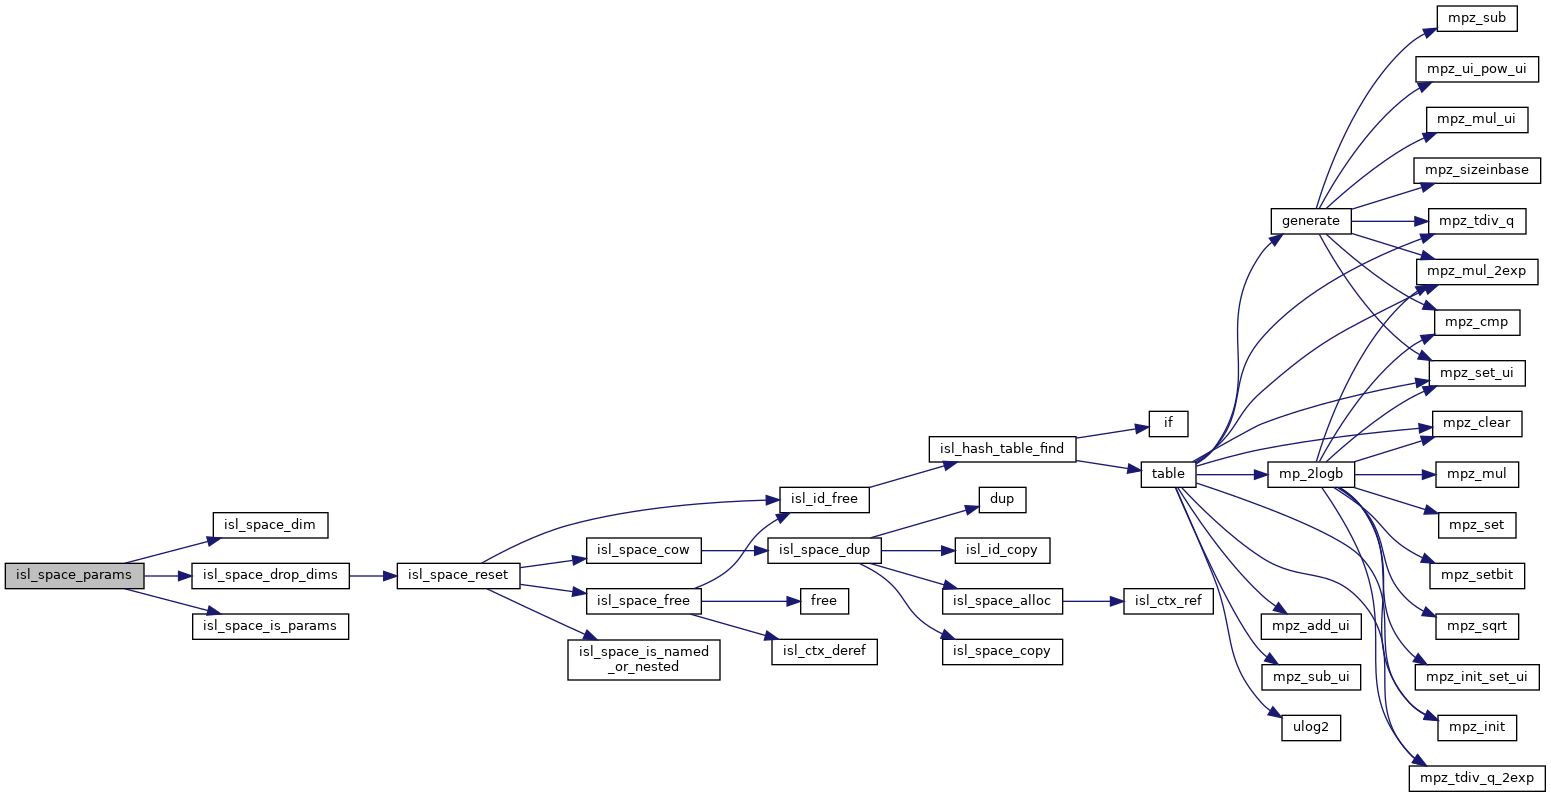 isl_space_params
isl_space_dim
isl_space_drop_dims
isl_space_is_params
isl_space_reset
isl_space_cow
isl_space_free
isl_space_is_named
_or_nested
isl_id_free
isl_space_dup
free
isl_ctx_deref
isl_hash_table_find
dup
isl_id_copy
isl_space_alloc
isl_space_copy
if
table
isl_ctx_ref
generate
mp_2logb
mpz_add_ui
mpz_sub_ui
ulog2
mpz_sub
mpz_ui_pow_ui
mpz_mul_ui
mpz_sizeinbase
mpz_tdiv_q
mpz_mul_2exp
mpz_cmp
mpz_set_ui
mpz_clear
mpz_mul
mpz_set
mpz_setbit
mpz_sqrt
mpz_init_set_ui
mpz_init
mpz_tdiv_q_2exp